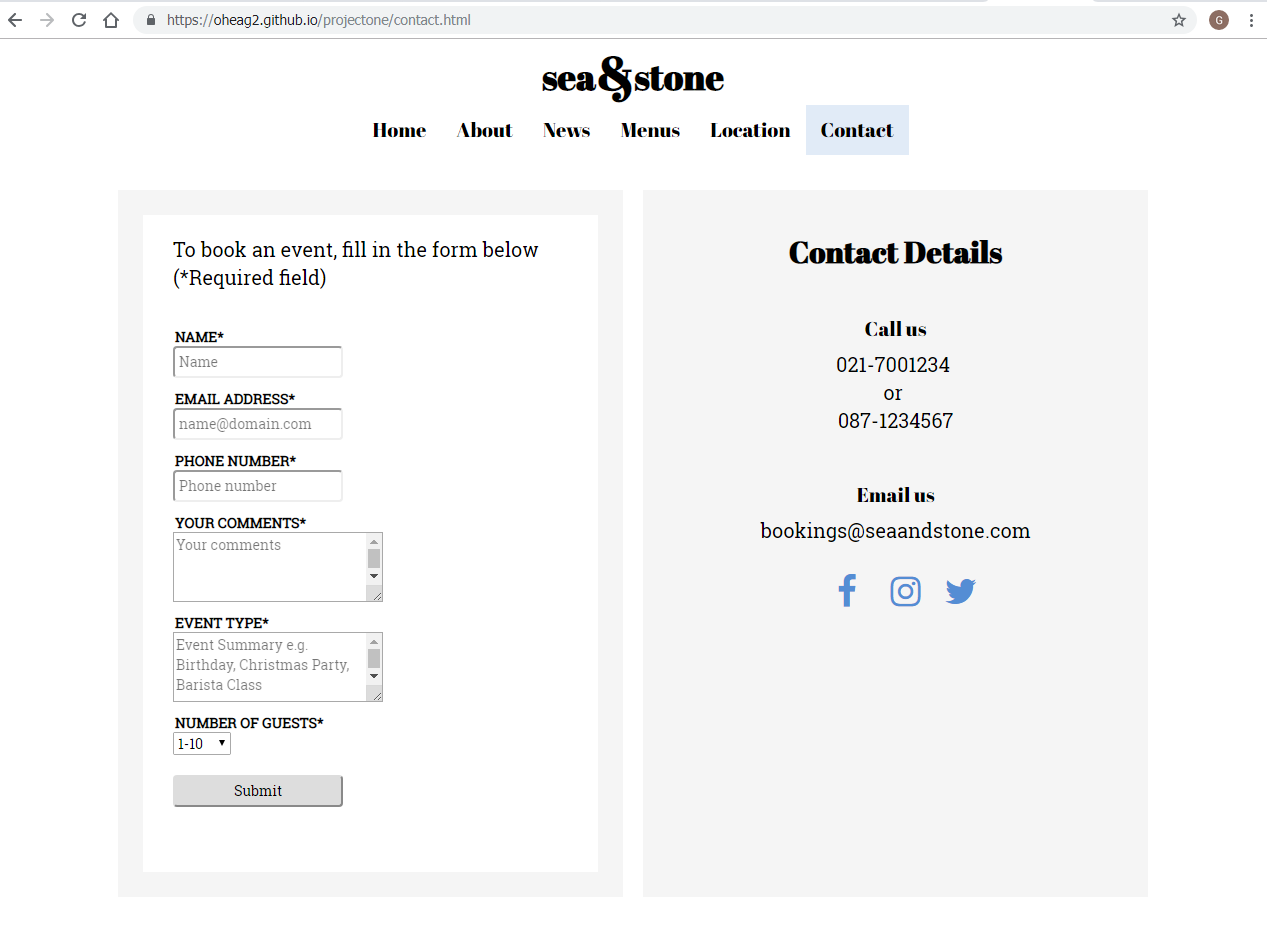 https://oheag2.github.io/projectone/contact.html
G
sea&stone
Home About News Menus Location Contact
To book an event, fill in the form below
(*Required field)
NAME*
Name
EMAIL ADDRESS*
name@domain.com
PHONE NUMBER*
Phone number
YOUR COMMENTS*
Your comments
EVENT TYPE*
Event Summary e.g.
Birthday, Christmas Party,
Barista Class
NUMBER OF GUESTS*
1-10
Submit
Contact Details
Call us
021-7001234
or
087-1234567
Email us
bookings@seaandstone.com